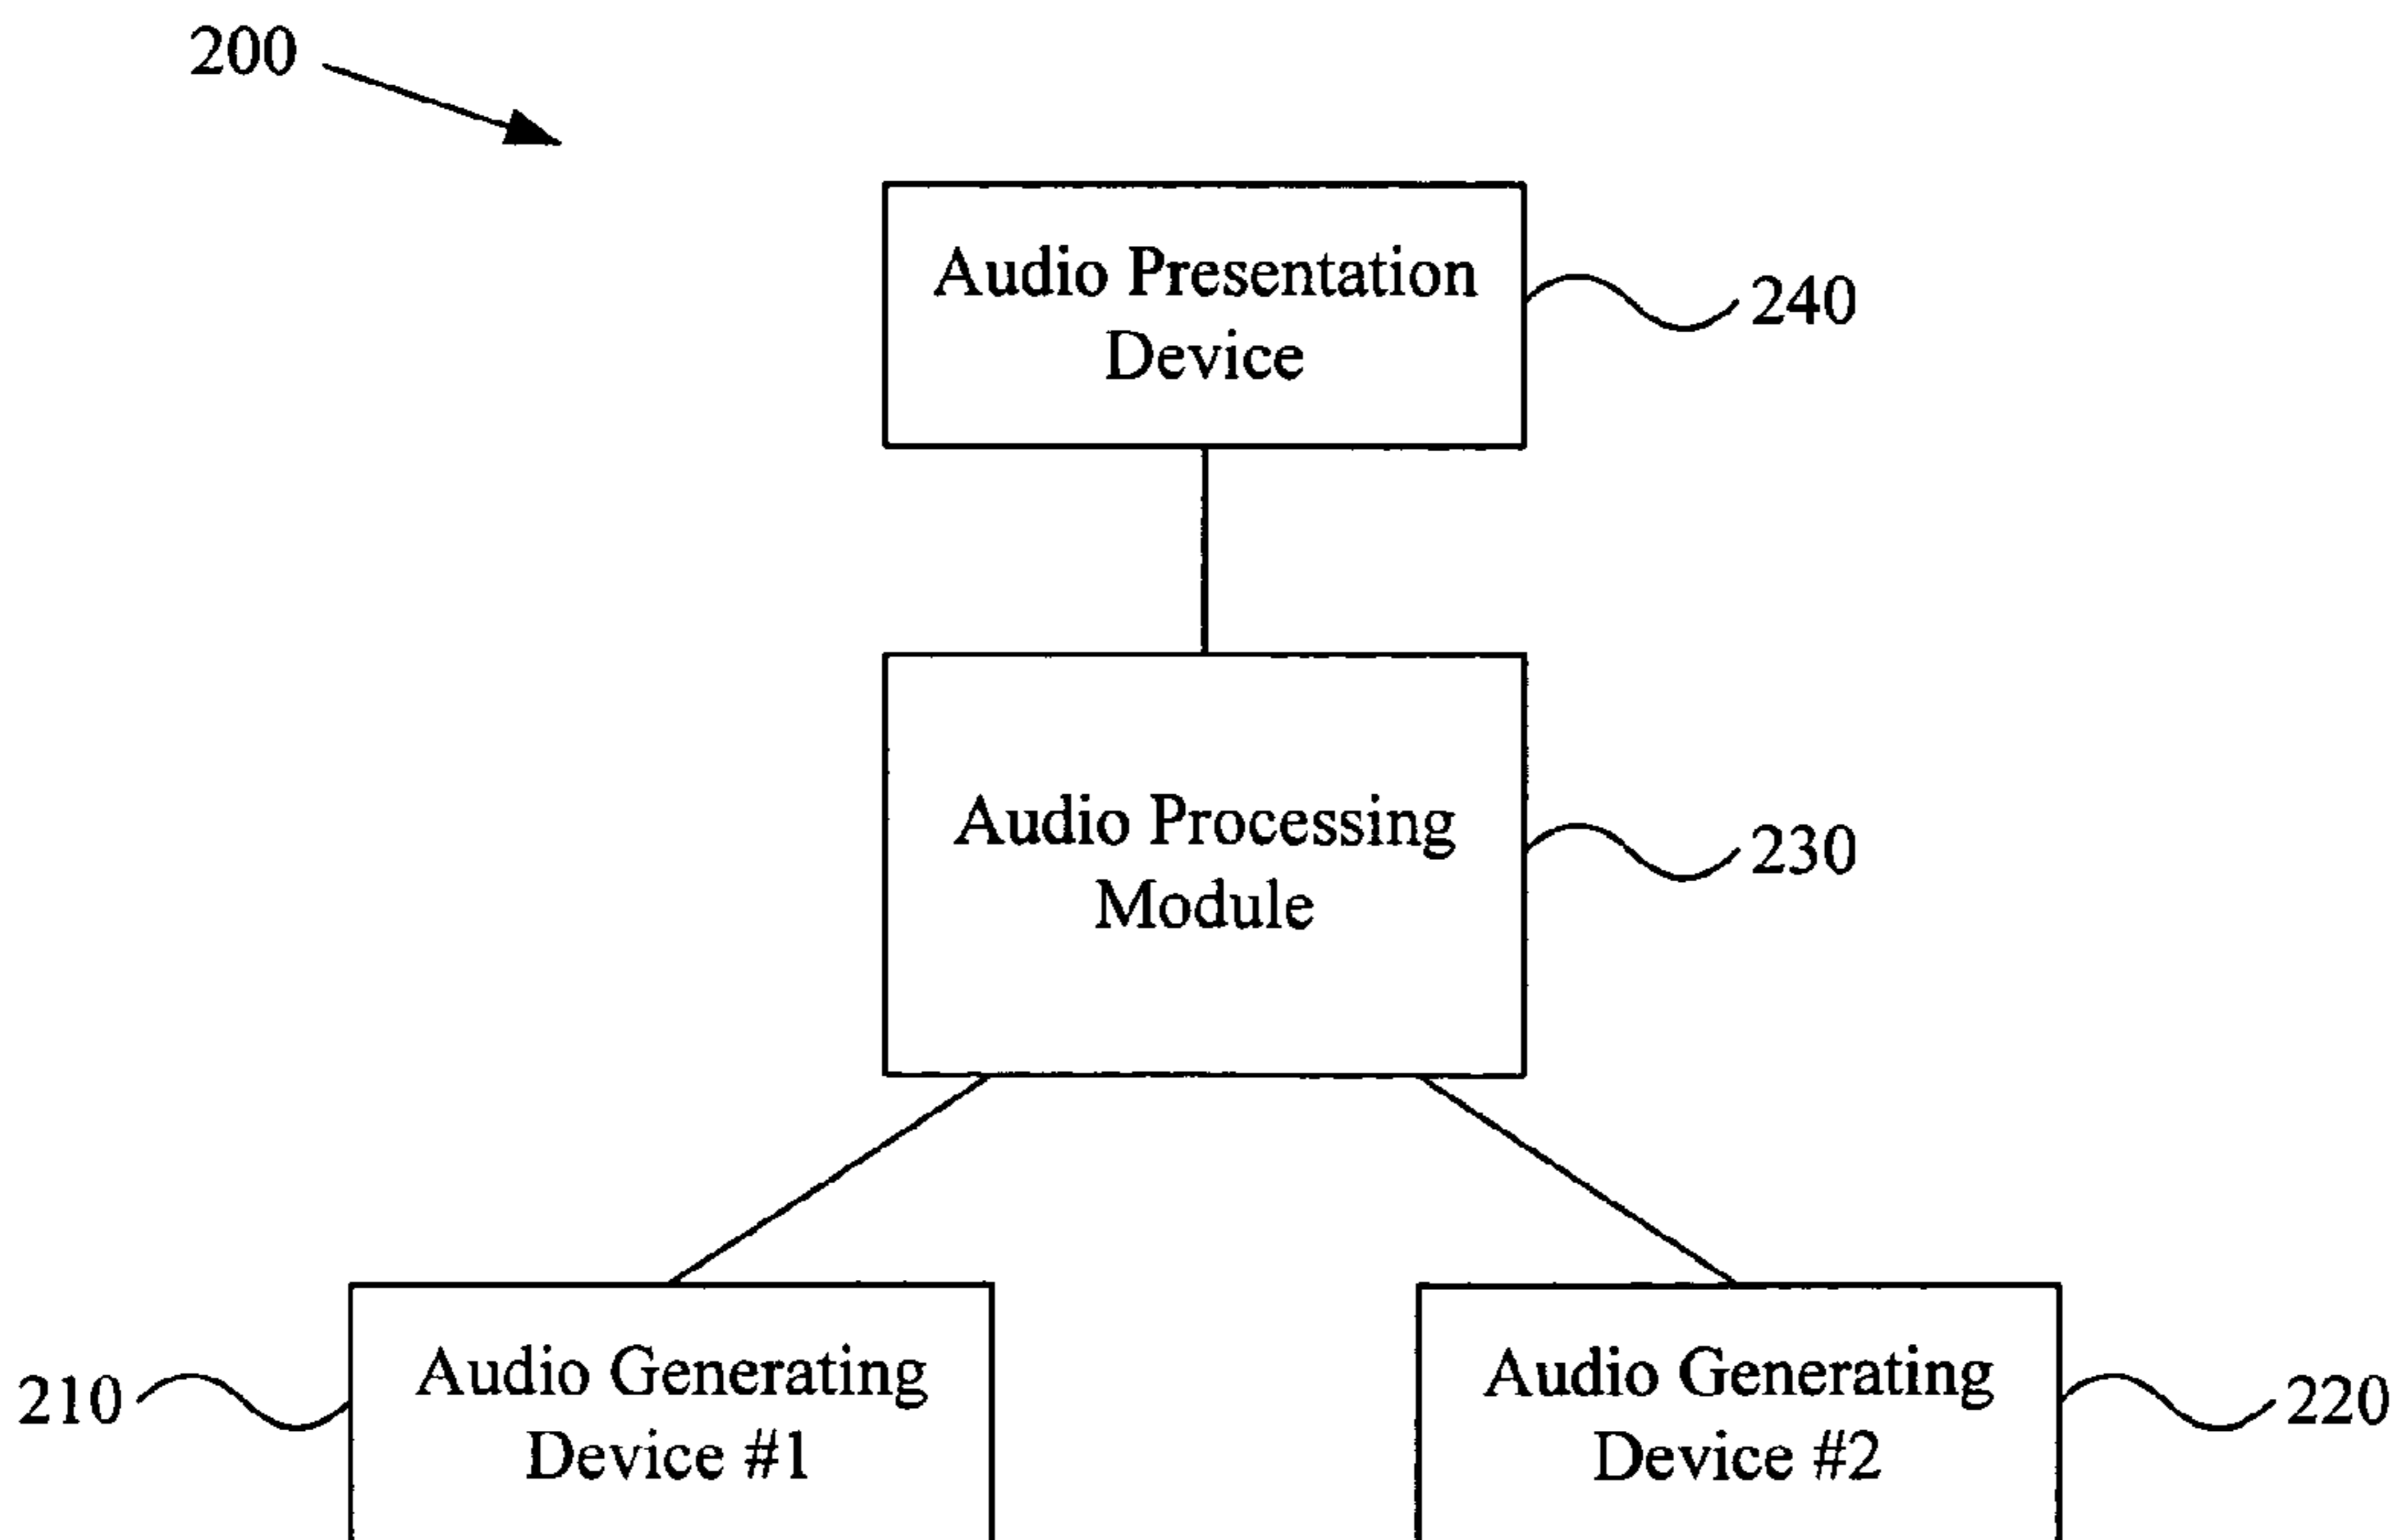 200
Audio Presentation
Device
240
Audio Processing
Module
230
210
Audio Generating
Device #1
Audio Generating
Device #2
220